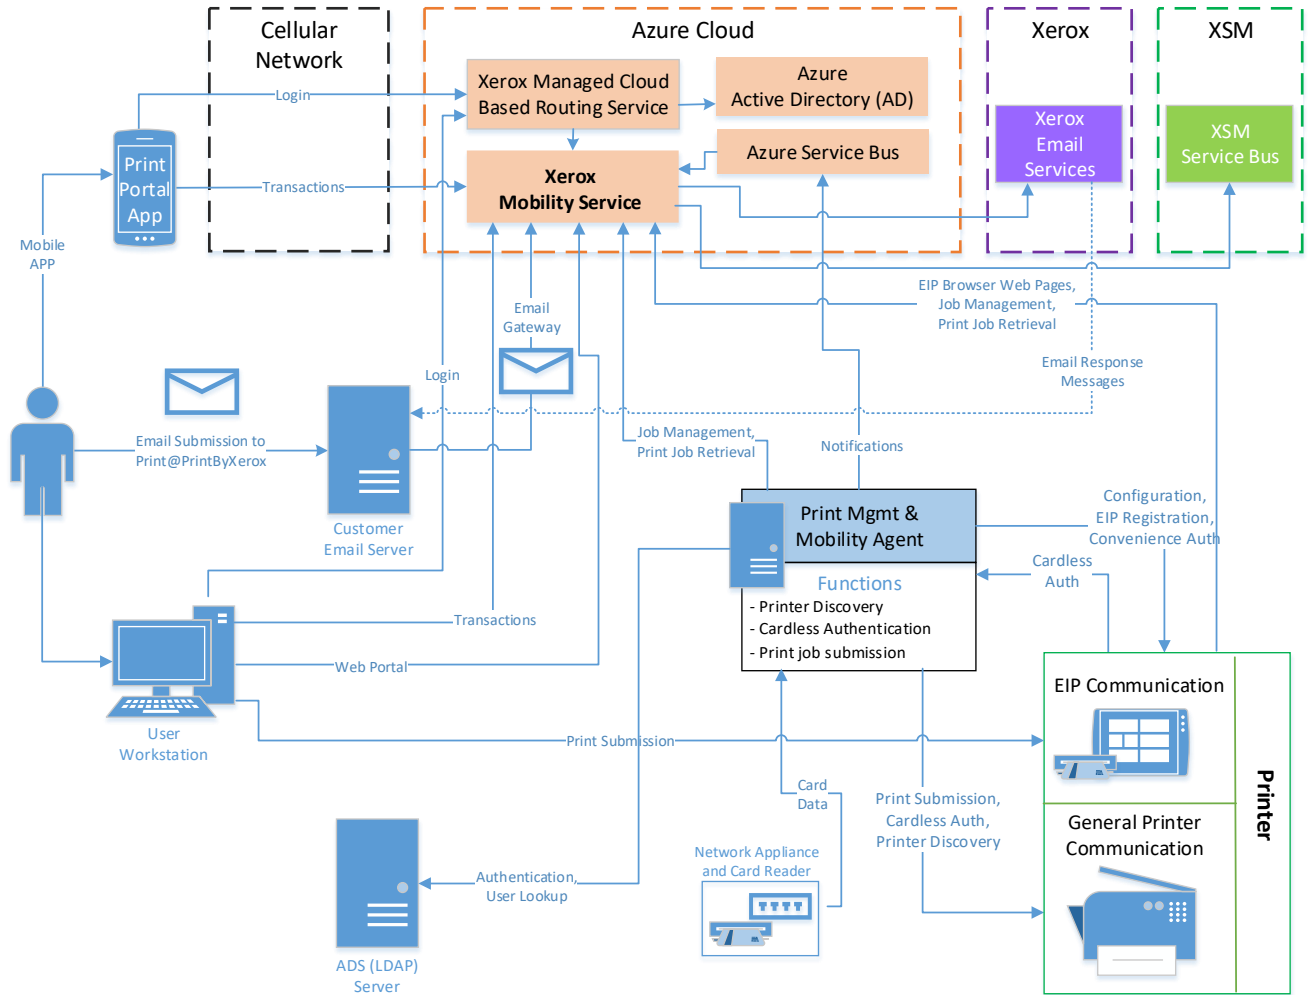 Cellular
Network
Azure Cloud
Xerox
XSM
Xerox Managed Cloud
Based Routing Service
Azure
Active Directory (AD)
Login
Xerox
Email
Services
XSM
Service Bus
Azure Service Bus
Print
Portal
App
Transactions
Xerox
Mobility Service
Mobile
APP
EIP Browser Web Pages,
Job Management,
Print Job Retrieval
Email
Gateway
Email Response
Messages
Login
Email Submission to
Print@PrintByXerox
Job Management,
Print Job Retrieval
Notifications
Customer
Email Server
Print Mgmt &
Mobility Agent
Configuration,
EIP Registration,
Convenience Auth
Cardless
Auth
Functions
- Printer Discovery
- Cardless Authentication
- Print job submission
Transactions
Web Portal
User
Workstation
Print Submission
EIP Communication
Printer
Card
Data
Print Submission,
Cardless Auth,
Printer Discovery
General Printer
Communication
Network Appliance
and Card Reader
Authentication,
User Lookup
ADS (LDAP)
Server